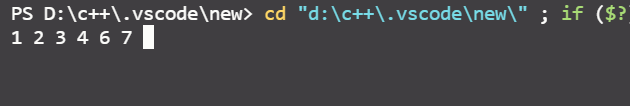 PS D:\c++\.vscode\new> cd "d:\c++\.vscode\new\" ; if ($?)
1 2 3 4 6 7